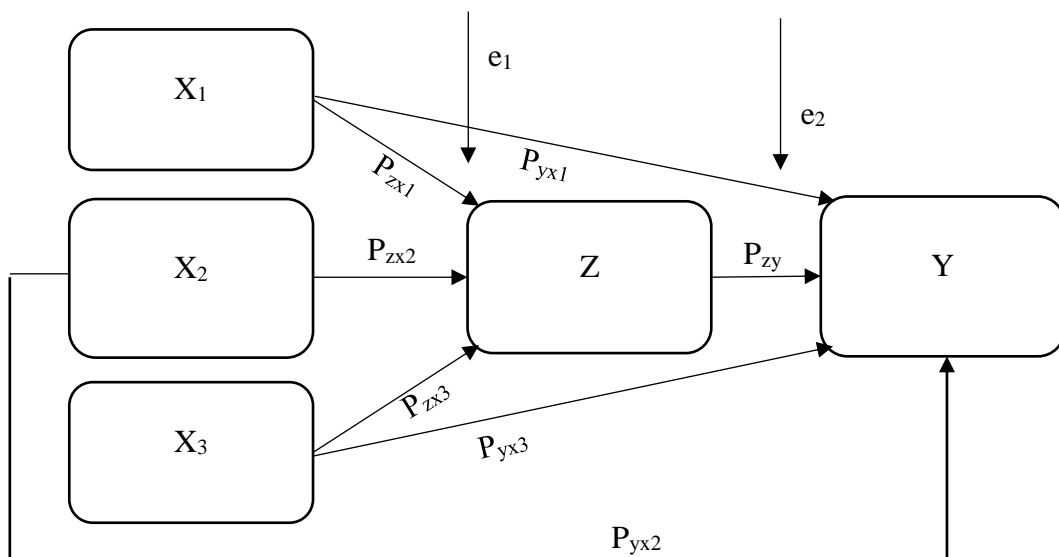 X₁
e₁
e₂
Pzx1
Pyx1
X₂
Pzx2
Z
Pzy
Y
X₃
Pzx3
Pyx3
Pyx2